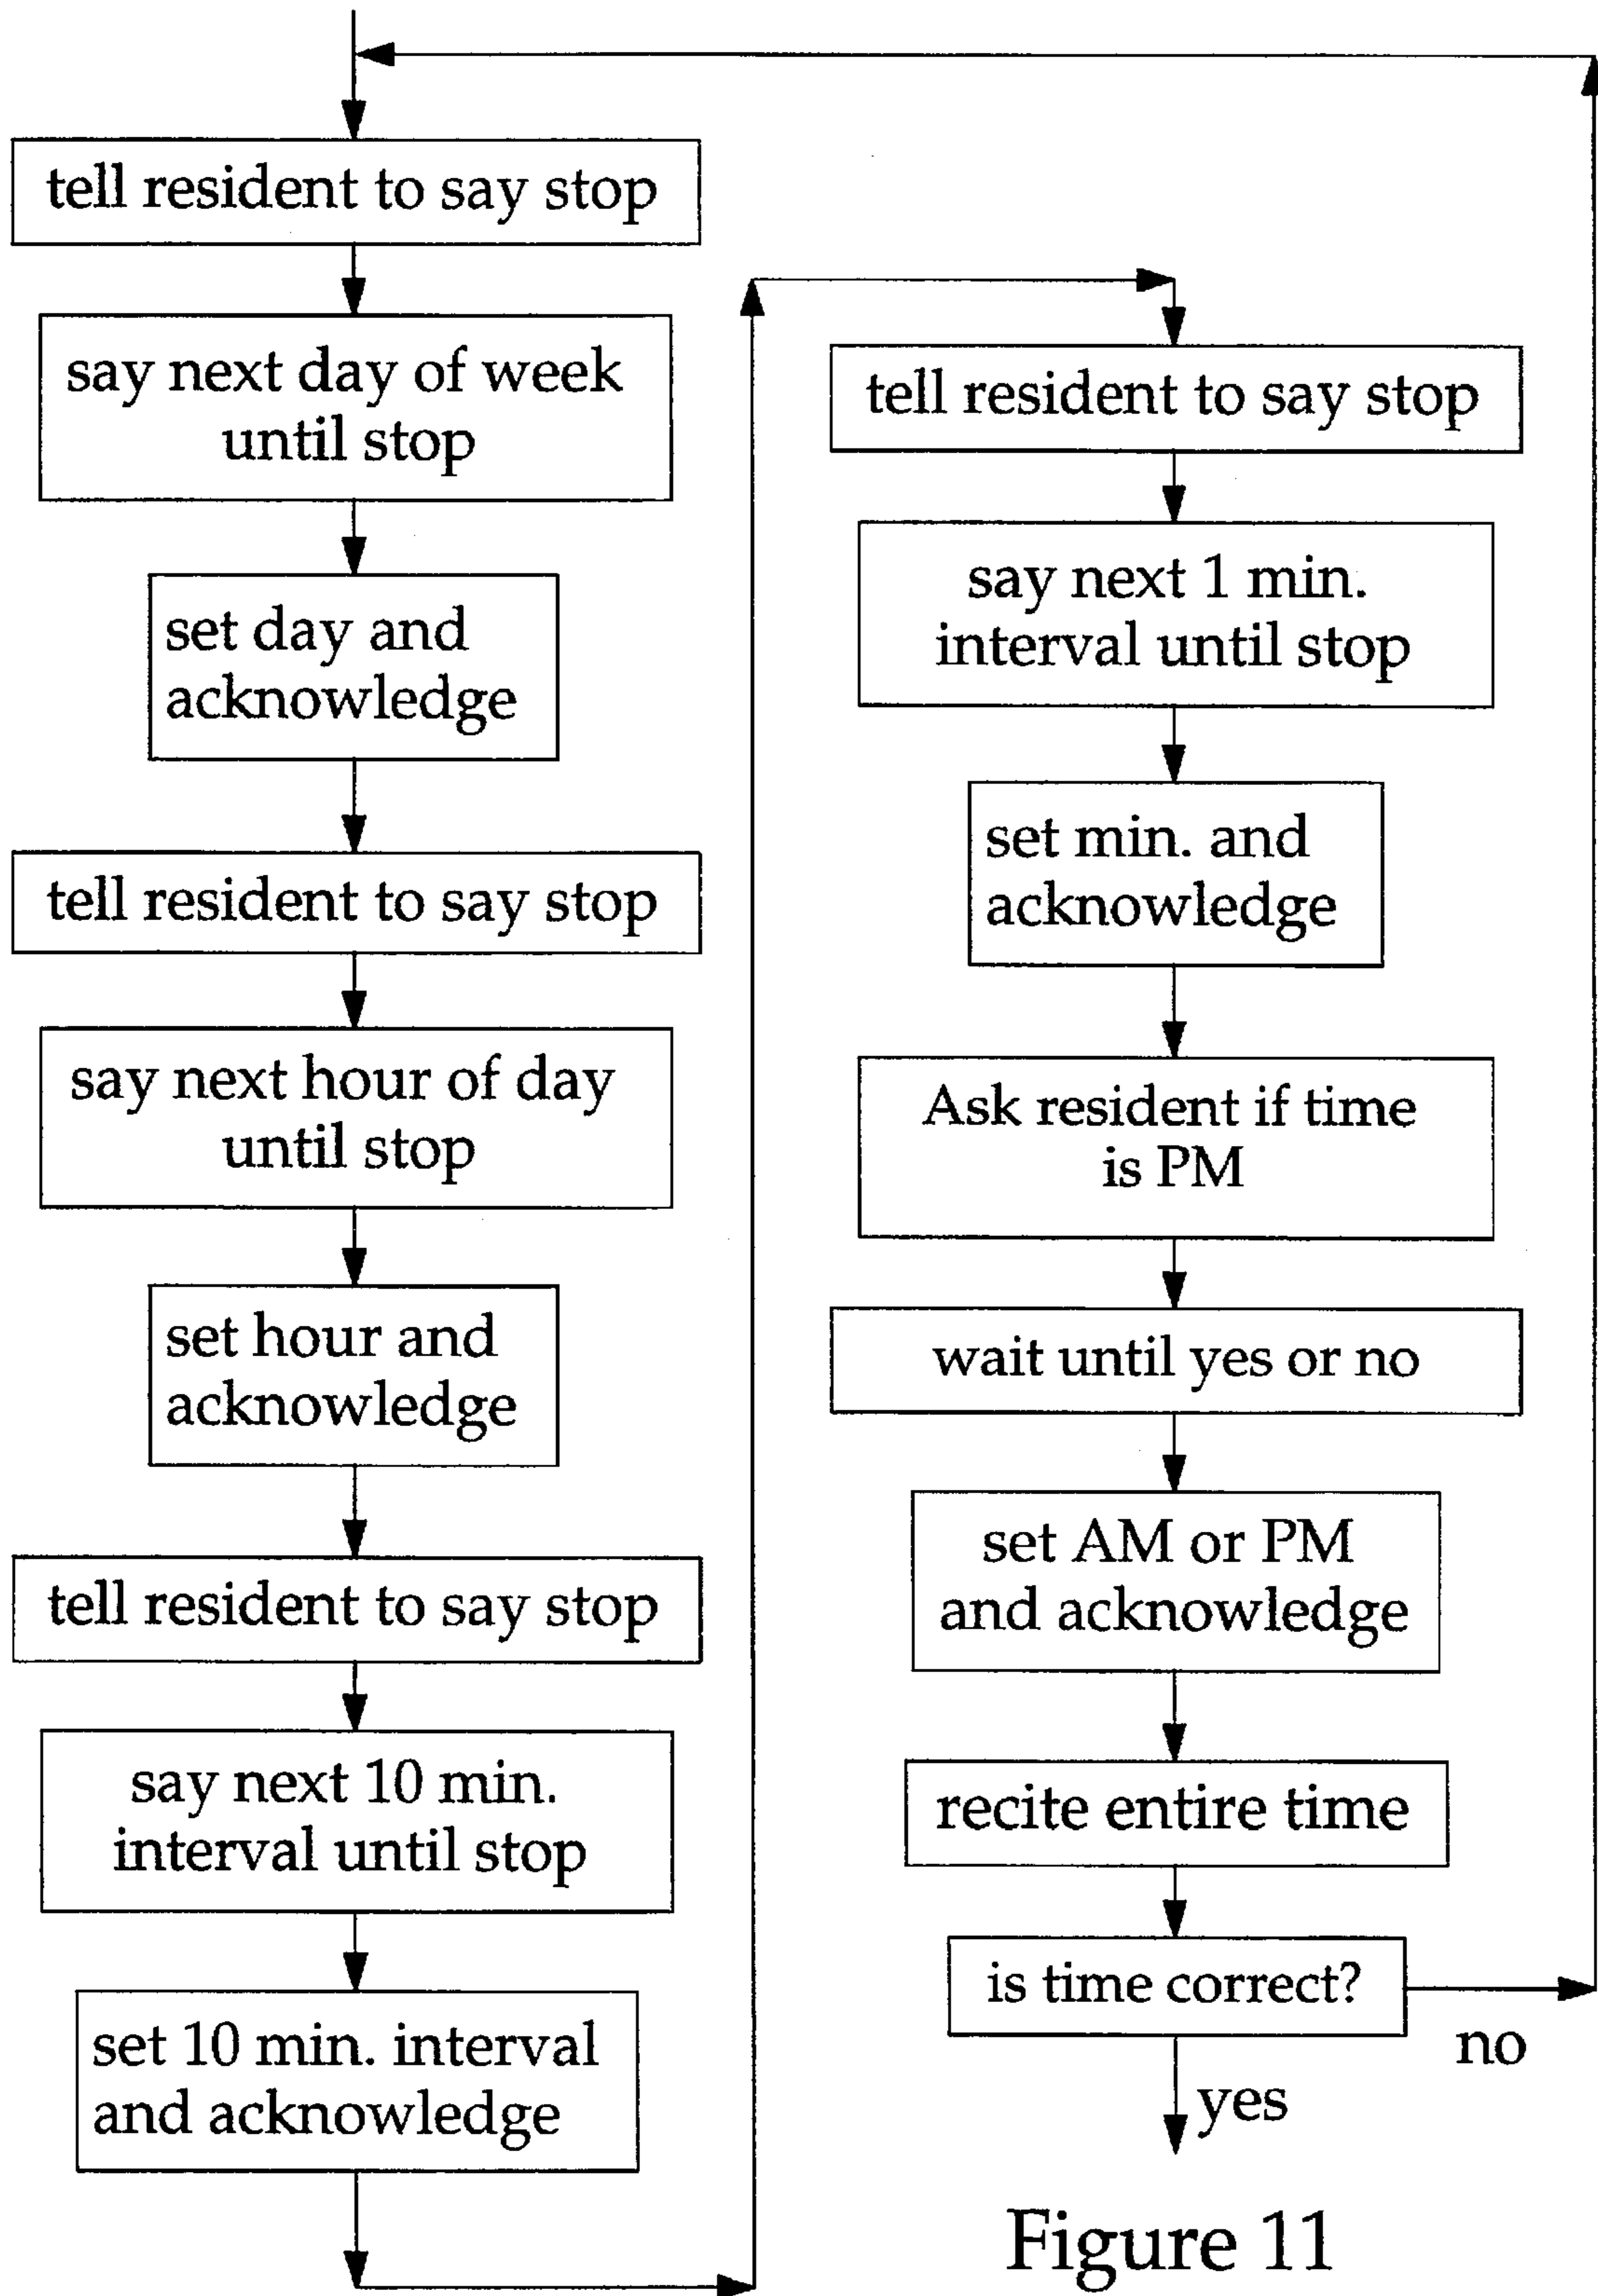 tell resident to say stop
say next day of week
until stop
set day and
acknowledge
tell resident to say stop
say next hour of day
until stop
set hour and
acknowledge
tell resident to say stop
say next 10 min.
interval until stop
set 10 min. interval
and acknowledge
tell resident to say stop
say next 1 min.
interval until stop
set min. and
acknowledge
Ask resident if time
is PM
wait until yes or no
set AM or PM
and acknowledge
recite entire time
is time correct?
no
yes
Figure 11